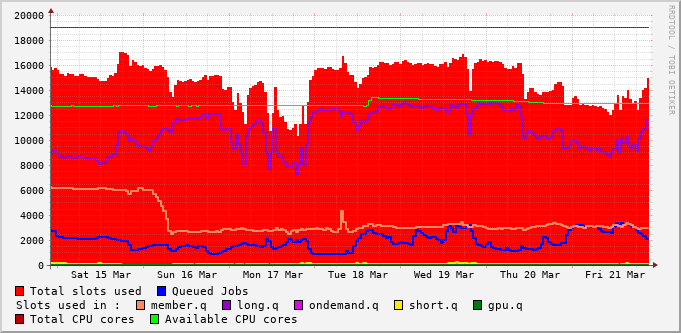 20000
18000
16000
14000
12000
10000
8000
6000
4000
2000
0
Sat 15 Mar Sun 16 Mar Mon 17 Mar Tue 18 Mar Wed 19 Mar Thu 20 Mar Fri 21 Mar
Total slots used Queued Jobs
Slots used in : member.q long.q ondemand.q short.q gpu.q
Total CPU cores Available CPU cores
RRDTOOL / TOBI OETIKER